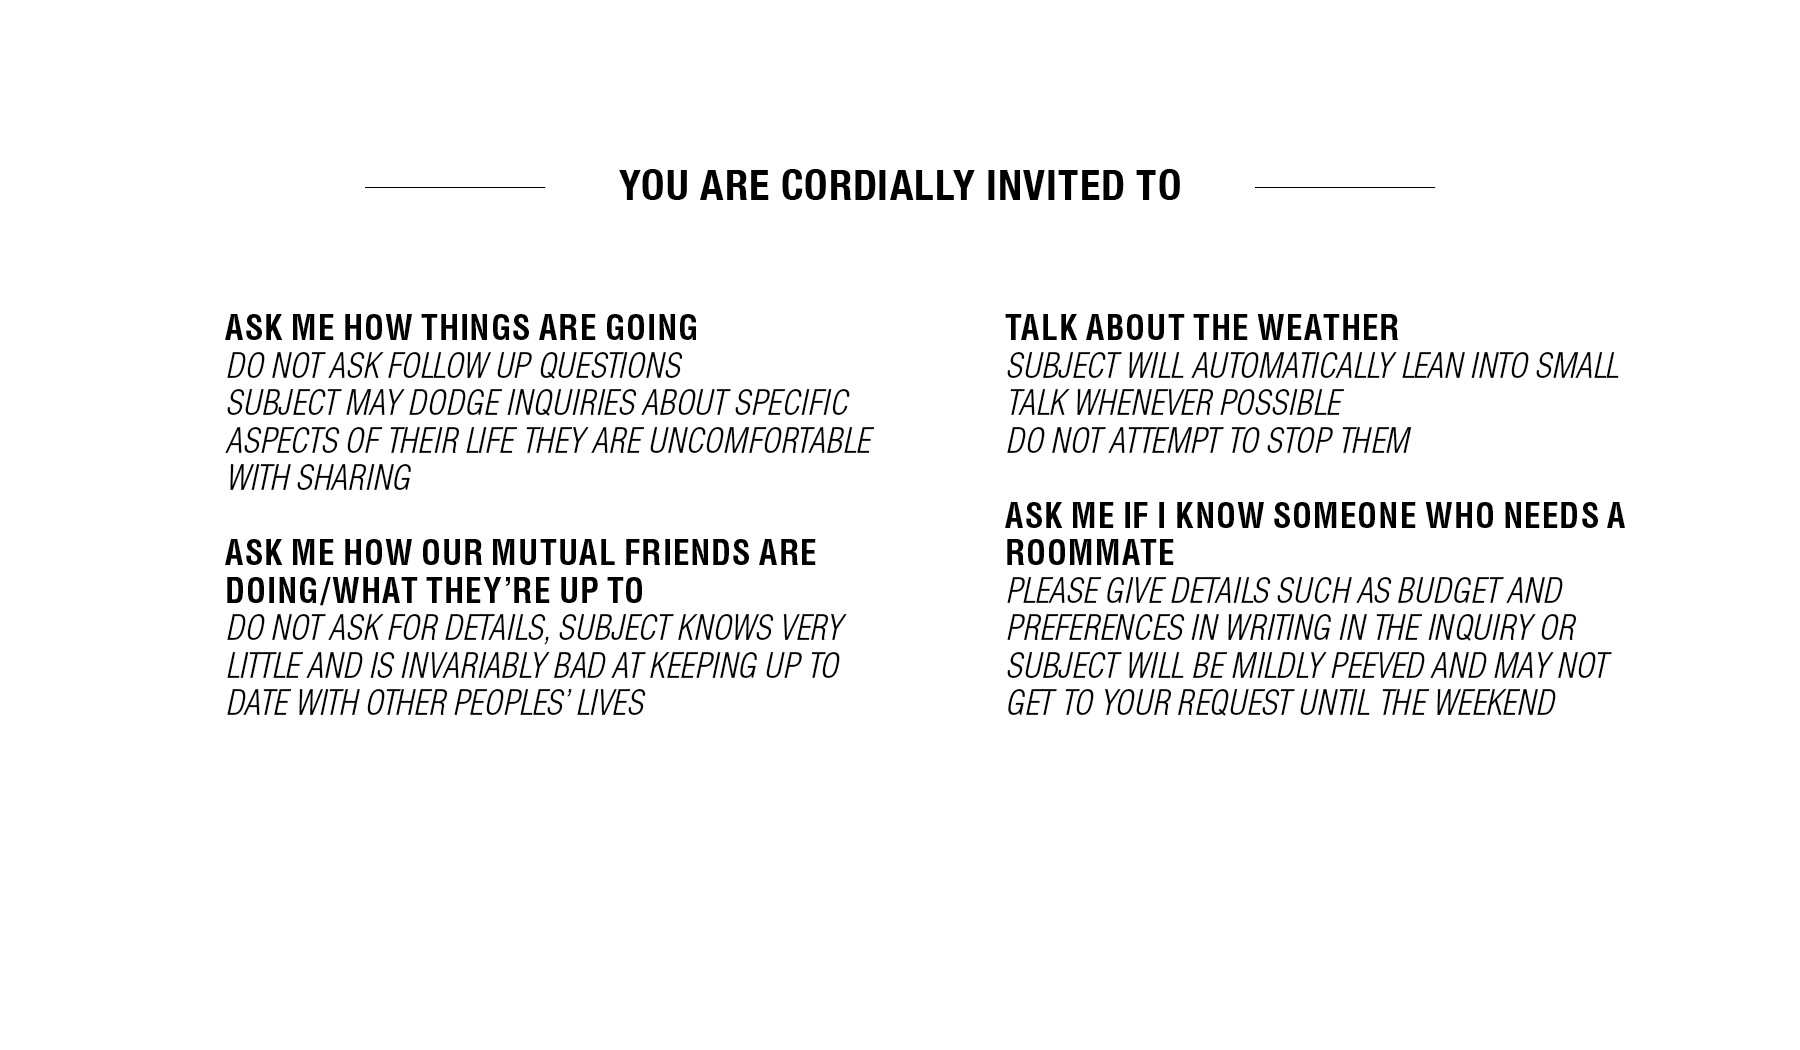 YOU ARE CORDIALLY INVITED TO
ASK ME HOW THINGS ARE GOING
DO NOT ASK FOLLOW UP QUESTIONS
SUBJECT MAY DODGE INQUIRIES ABOUT SPECIFIC
ASPECTS OF THEIR LIFE THEY ARE UNCOMFORTABLE
WITH SHARING
ASK ME HOW OUR MUTUAL FRIENDS ARE
DOING/WHAT THEY’RE UP TO
DO NOT ASK FOR DETAILS, SUBJECT KNOWS VERY
LITTLE AND IS INVARIABLY BAD AT KEEPING UP TO
DATE WITH OTHER PEOPLES’ LIVES
TALK ABOUT THE WEATHER
SUBJECT WILL AUTOMATICALLY LEAN INTO SMALL
TALK WHENEVER POSSIBLE
DO NOT ATTEMPT TO STOP THEM
ASK ME IF I KNOW SOMEONE WHO NEEDS A
ROOMMATE
PLEASE GIVE DETAILS SUCH AS BUDGET AND
PREFERENCES IN WRITING IN THE INQUIRY OR
SUBJECT WILL BE MILDLY PEEVED AND MAY NOT
GET TO YOUR REQUEST UNTIL THE WEEKEND